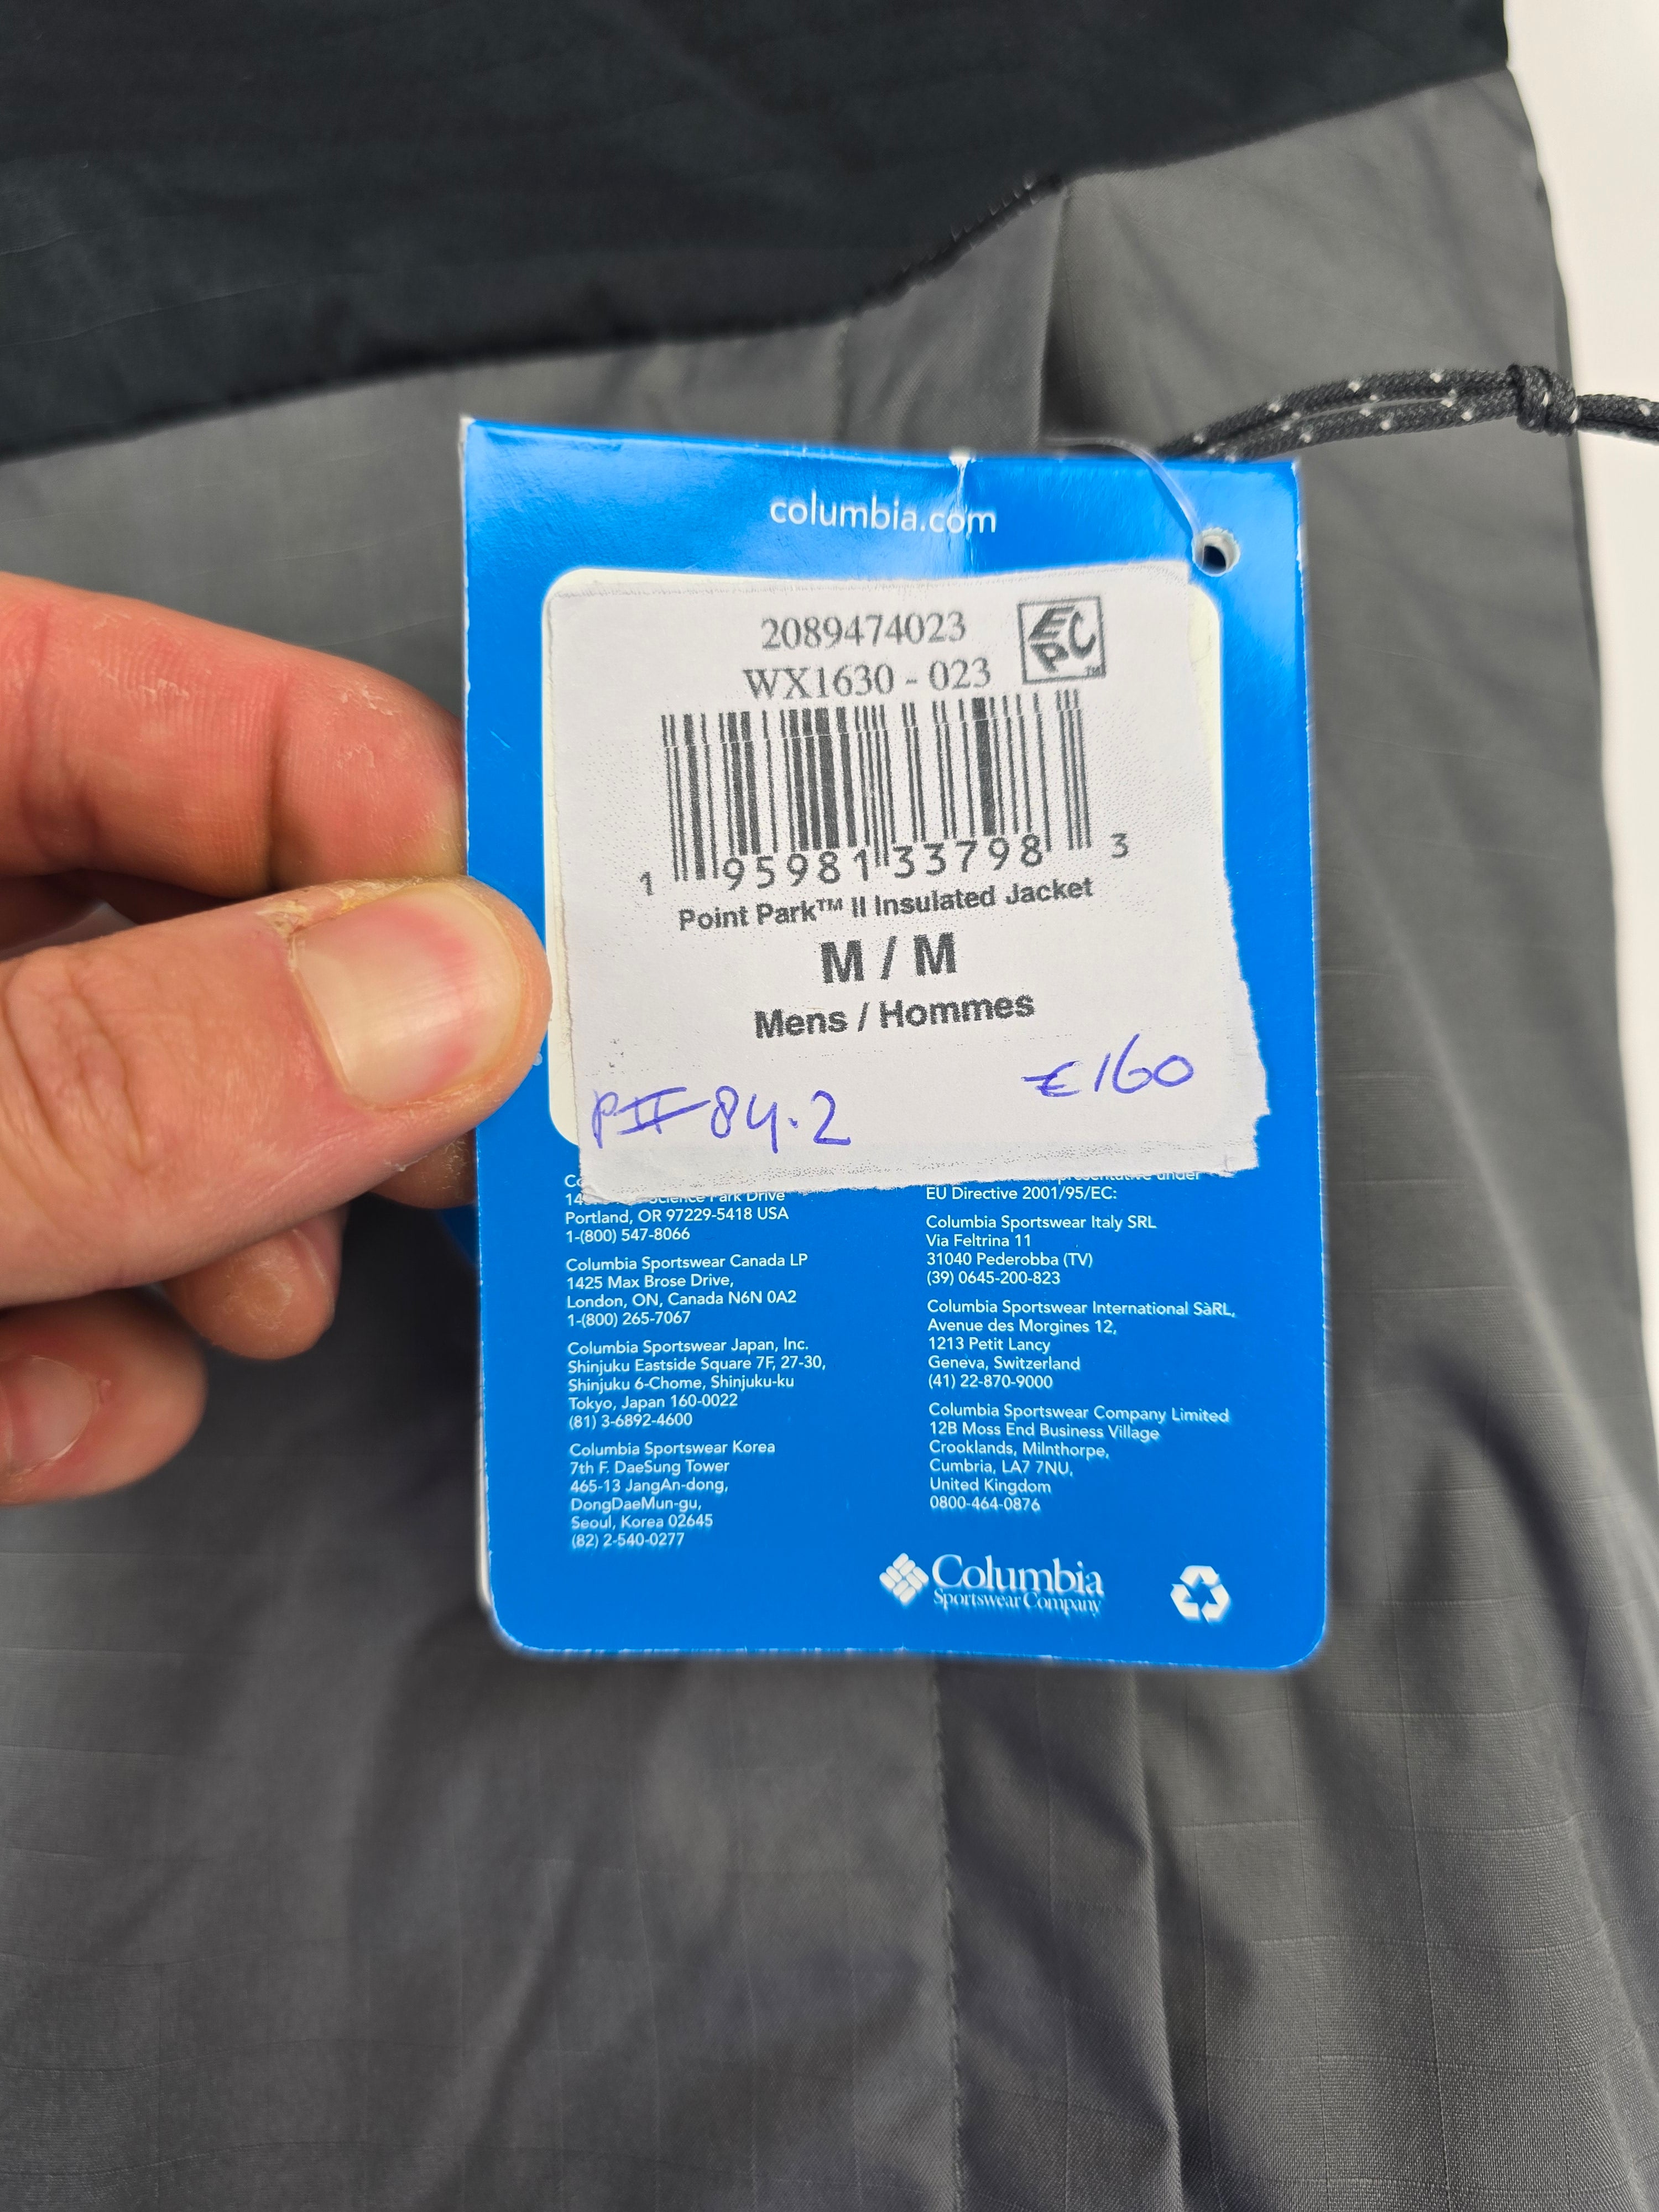 columbia.com
2089474023
EPC
TM
WX1630 - 023
1 95981 33798 3
Point Park™ II Insulated Jacket
M / M
Mens / Hommes
€160
84.2
Science Park Drive
Portland, OR 97229-5418 USA
1-(800) 547-8066
Columbia Sportswear Canada LP
1425 Max Brose Drive,
London, ON, Canada N6N 0A2
1-(800) 265-7067
Columbia Sportswear Japan, Inc.
Shinjuku Eastside Square 7F, 27-30,
Shinjuku 6-Chome, Shinjuku-ku
Tokyo, Japan 160-0022
(81) 3-6892-4600
Columbia Sportswear Korea
7th F. DaeSung Tower
465-13 JangAn-dong,
DongDaeMun-gu,
Seoul, Korea 02645
(82) 2-540-0277
under
EU Directive 2001/95/EC:
Columbia Sportswear Italy SRL
Via Feltrina 11
31040 Pederobba (TV)
(39) 0645-200-823
Columbia Sportswear International SàRL,
Avenue des Morgines 12,
1213 Petit Lancy
Geneva, Switzerland
(41) 22-870-9000
Columbia Sportswear Company Limited
12B Moss End Business Village
Crooklands, Milnthorpe,
Cumbria, LA7 7NU,
United Kingdom
0800-464-0876
Columbia
Sportswear Company